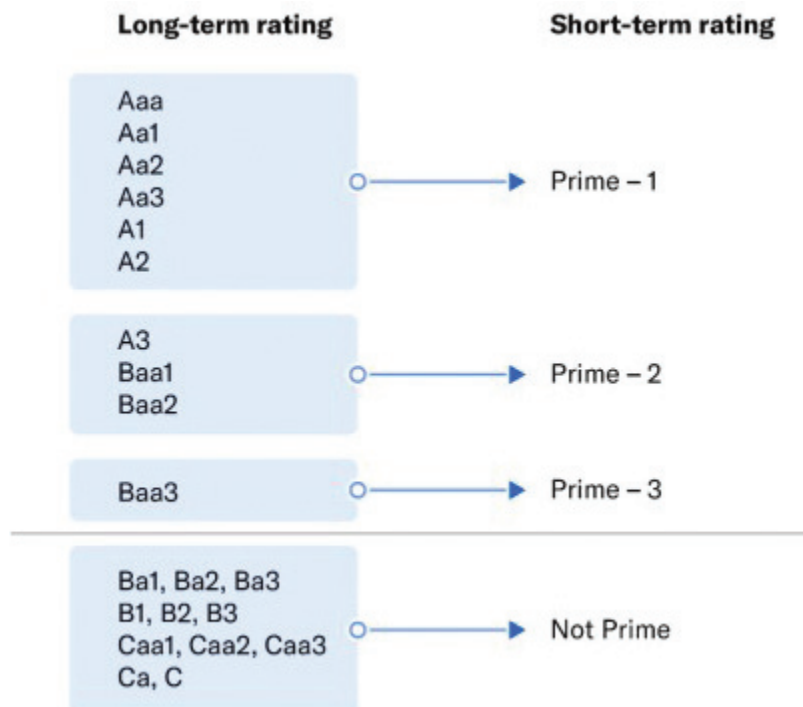 Long-term rating Short-term rating
Aaa
Aa1
Aa2
Aa3
A1
A2
Prime – 1
A3
Baa1
Baa2
Prime – 2
Baa3
Prime – 3
Ba1, Ba2, Ba3
B1, B2, B3
Caa1, Caa2, Caa3
Ca, C
Not Prime